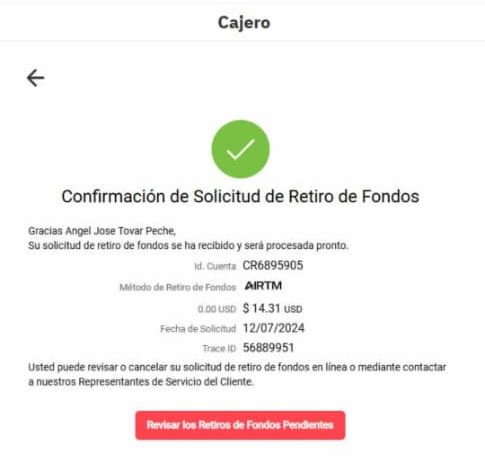 Cajero
Confirmación de Solicitud de Retiro de Fondos
Gracias Angel Jose Tovar Peche,
Su solicitud de retiro de fondos se ha recibido y será procesada pronto.
Id. Cuenta CR6895905
Método de Retiro de Fondos AIRTM
0.00 USD $ 14.31 USD
Fecha de Solicitud 12/07/2024
Trace ID 56889951
Usted puede revisar o cancelar su solicitud de retiro de fondos en línea o mediante contactar
a nuestros Representantes de Servicio del Cliente.
Revisar los Retiros de Fondos Pendientes